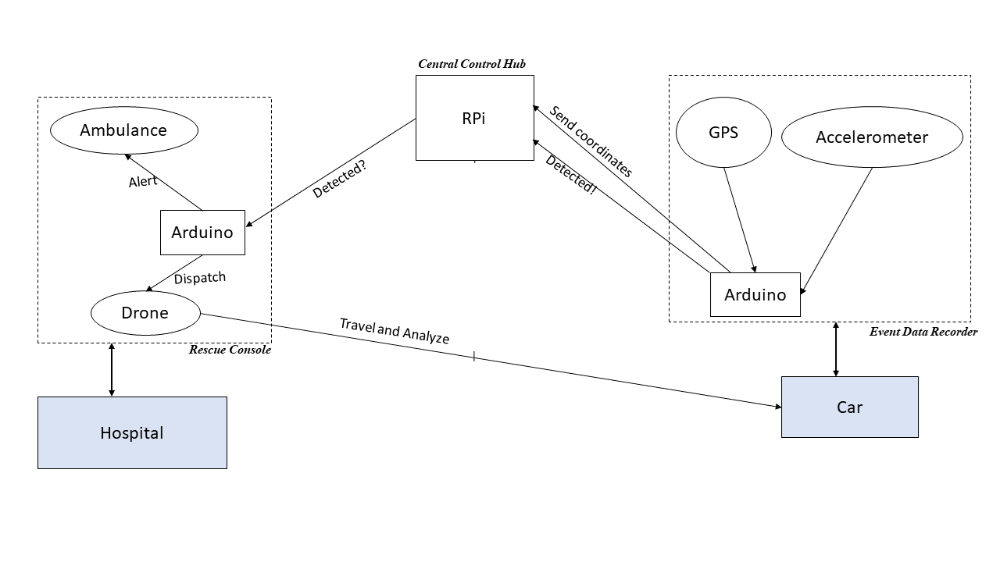 Central Control Hub
RPi
Ambulance
Alert
Arduino
Dispatch
Drone
Rescue Console
Hospital
Detected?
Send coordinates
Detected!
GPS
Accelerometer
Arduino
Event Data Recorder
Travel and Analyze
Car